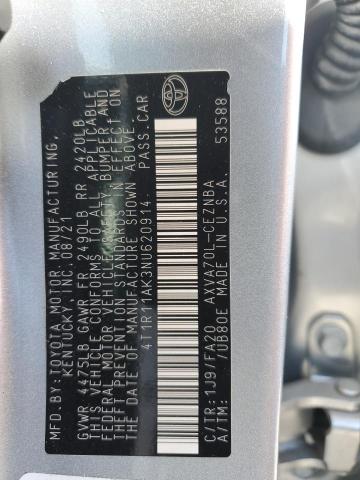 MFD.BY:TOYOTA MOTOR MANUFACTURING,
KENTUCKY, INC. 08/21
GVWR 4475LB GAWR FR 2490LB RR 2420LB
THIS VEHICLE CONFORMS TO ALL APPLICABLE
FEDERAL MOTOR VEHICLE SAFETY, BUMPER AND
THEFT PREVENTION STANDARDS IN EFFECT ON
THE DATE OF MANUFACTURE SHOWN ABOVE.
4T1R11AK3NU620914 PASS.CAR
C/TR:1J9/FA20 AXVA70L-CEZNBA
A/TM: /UB80E MADE IN U.S.A.
53588